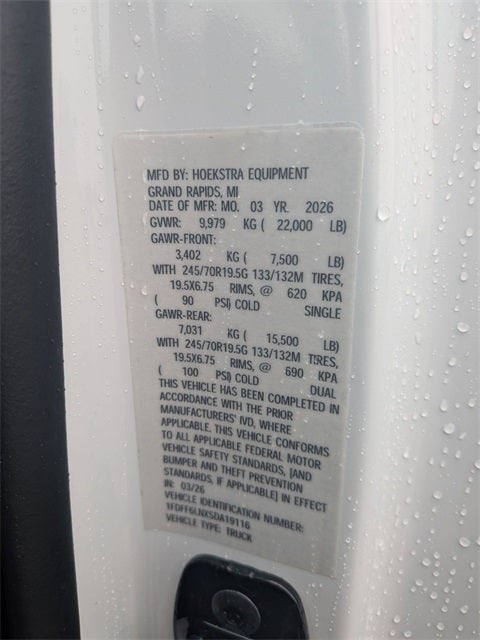 MFD BY: HOEKSTRA EQUIPMENT
GRAND RAPIDS, MI
DATE OF MFR: MO. 03 YR. 2026
GVWR: 9,979 KG ( 22,000 LB)
GAWR-FRONT:
3,402 KG ( 7,500 LB)
WITH 245/70R19.5G 133/132M TIRES,
19.5X6.75 RIMS, @ 620 KPA
( 90 PSI) COLD SINGLE
GAWR-REAR:
7,031 KG ( 15,500 LB)
WITH 245/70R19.5G 133/132M TIRES,
19.5X6.75 RIMS, @ 690 KPA
( 100 PSI) COLD DUAL
THIS VEHICLE HAS BEEN COMPLETED IN
ACCORDANCE WITH THE PRIOR
MANUFACTURERS' IVD, WHERE
APPLICABLE. THIS VEHICLE CONFORMS
TO ALL APPLICABLE FEDERAL MOTOR
VEHICLE SAFETY STANDARDS, [AND
BUMPER AND THEFT PREVENTION
STANDARDS, IF APPLICABLE] IN EFFECT
IN: 03/26
VEHICLE IDENTIFICATION NUMBER:
1FDFF6LNXSDA19116
VEHICLE TYPE: TRUCK